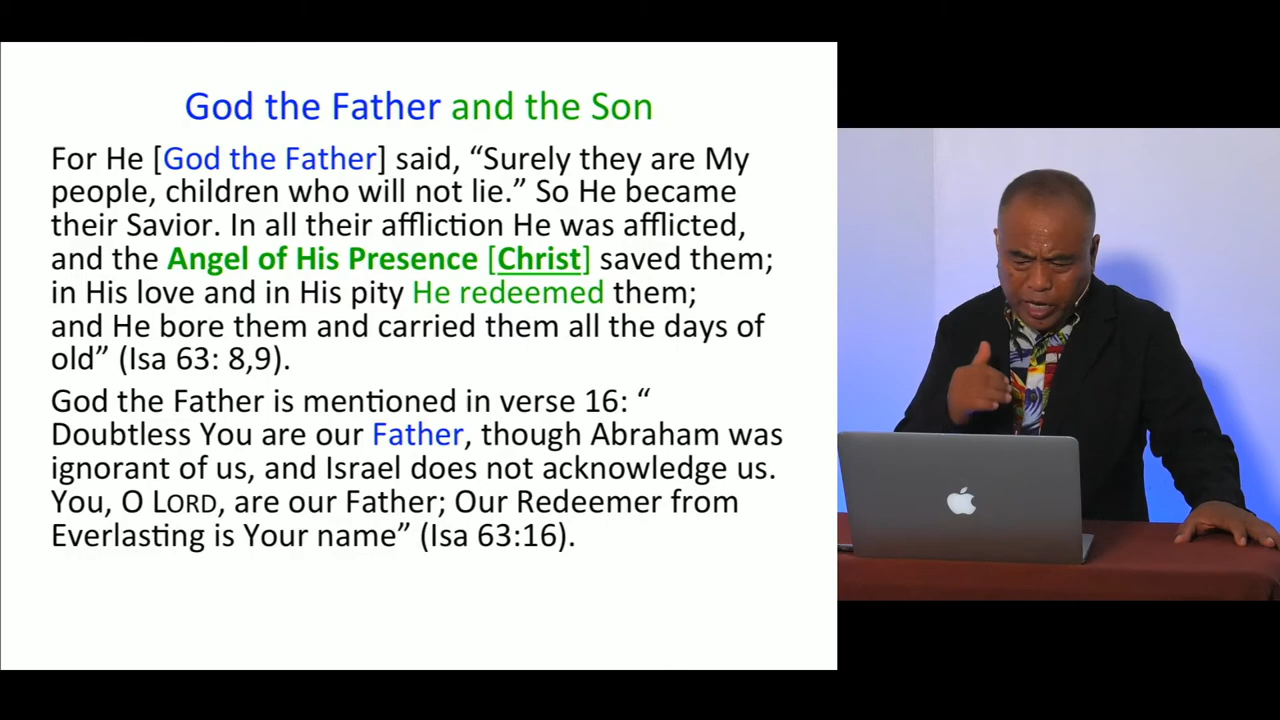 God the Father and the Son
For He [God the Father] said, “Surely they are My
people, children who will not lie.” So He became
their Savior. In all their affliction He was afflicted,
and the Angel of His Presence [Christ] saved them;
in His love and in His pity He redeemed them;
and He bore them and carried them all the days of
old” (Isa 63: 8,9).
God the Father is mentioned in verse 16: “
Doubtless You are our Father, though Abraham was
ignorant of us, and Israel does not acknowledge us.
You, O LORD, are our Father; Our Redeemer from
Everlasting is Your name” (Isa 63:16).